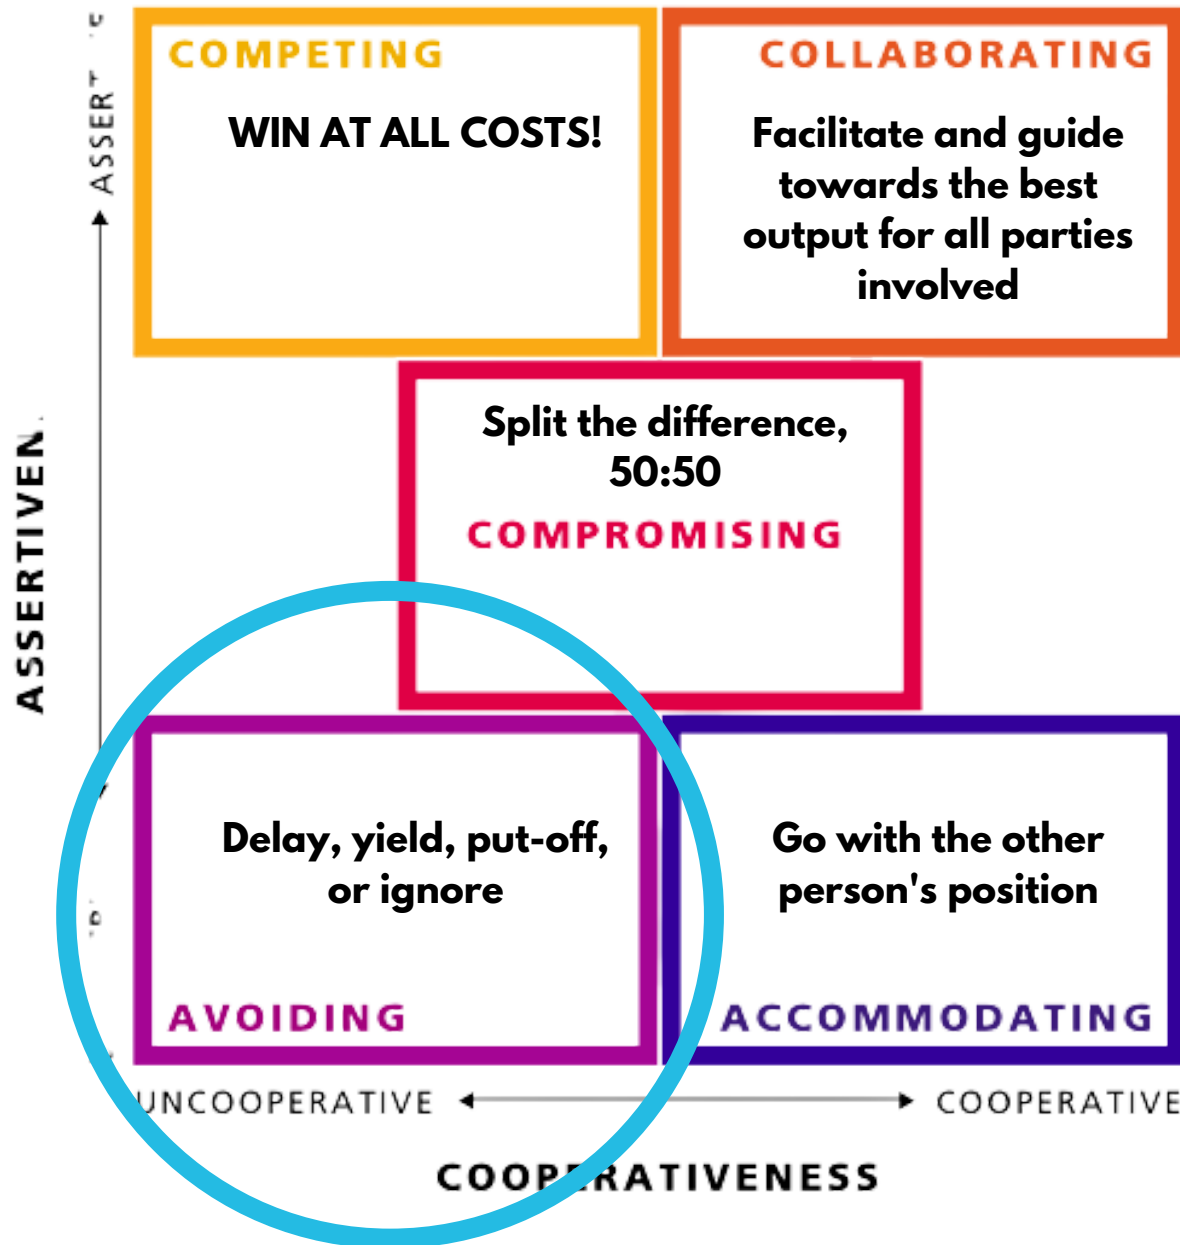 COMPETING
WIN AT ALL COSTS!
COLLABORATING
Facilitate and guide
towards the best
output for all parties
involved
Split the difference,
50:50
COMPROMISING
Delay, yield, put-off,
or ignore
AVOIDING
Go with the other
person's position
ACCOMMODATING
ASSERTIVEN
UNCOOPERATIVE
COOPERATIVE
COOPERATIVENESS